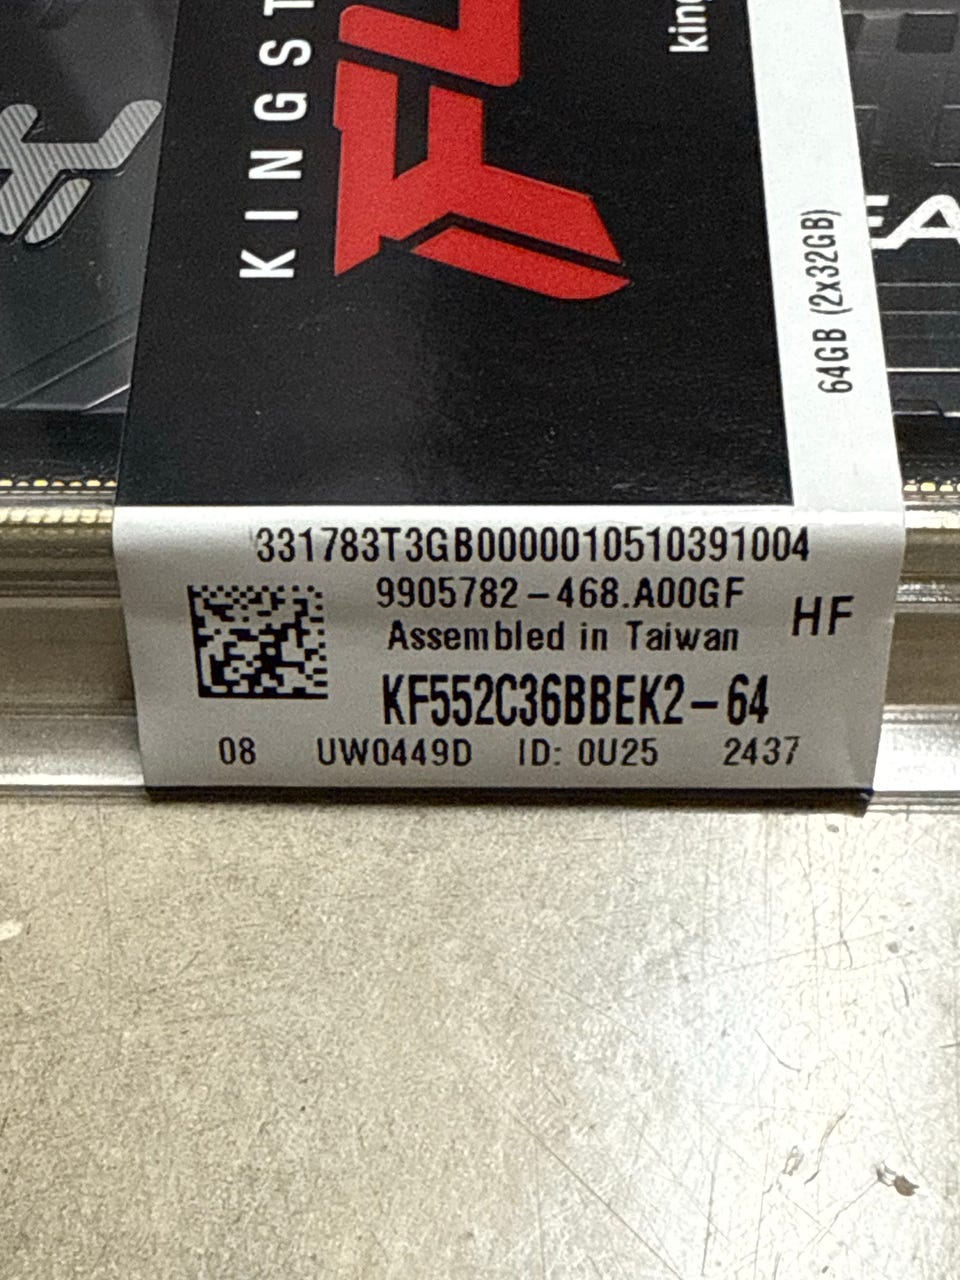 KINGST
king
64GB (2x32GB)
331783T3GB0000010510391004
9905782-468.A00GF
HF
Assembled in Taiwan
KF552C36BBEK2-64
08 UW0449D ID: 0U25 2437